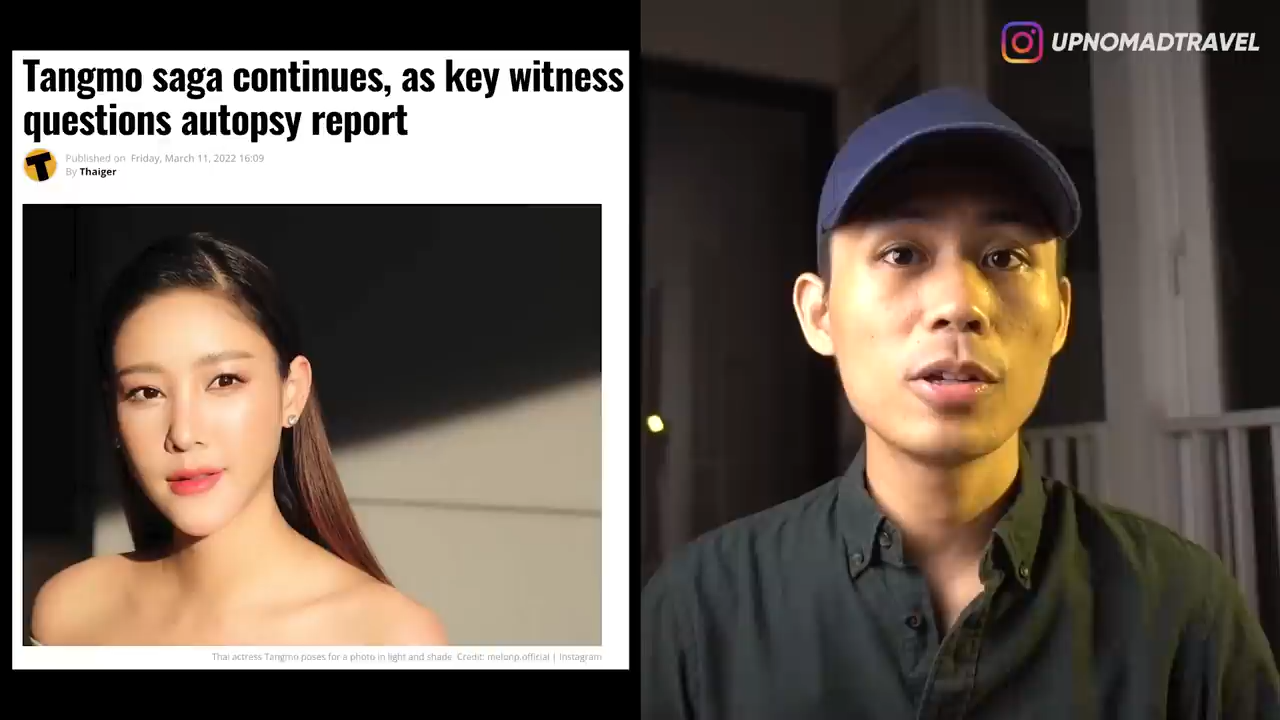 Tangmo saga continues, as key witness
questions autopsy report
Published on Friday, March 11, 2022 16:09
By Thaiger
T
Thai actress Tangmo poses for a photo in light and shade. Credit: melonp.official | Instagram
UPNOMADTRAVEL